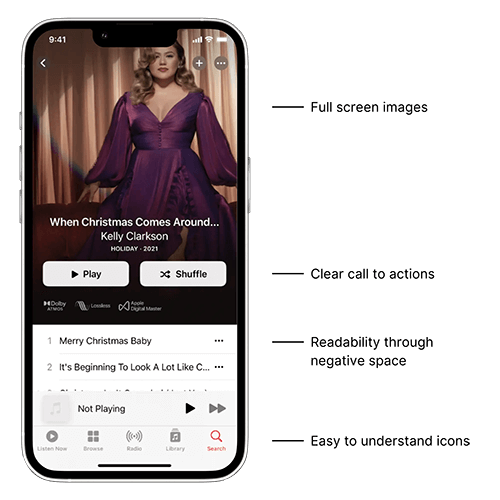 9:41
Full screen images
When Christmas Comes Around...
Kelly Clarkson
HOLIDAY · 2021
Play
Shuffle
Clear call to actions
Dolby
ATMOS
Lossless
Apple
Digital Master
1 Merry Christmas Baby
Readability through
negative space
2 It's Beginning To Look A Lot Like C...
Not Playing
Listen Now
Browse
Radio
Library
Search
Easy to understand icons